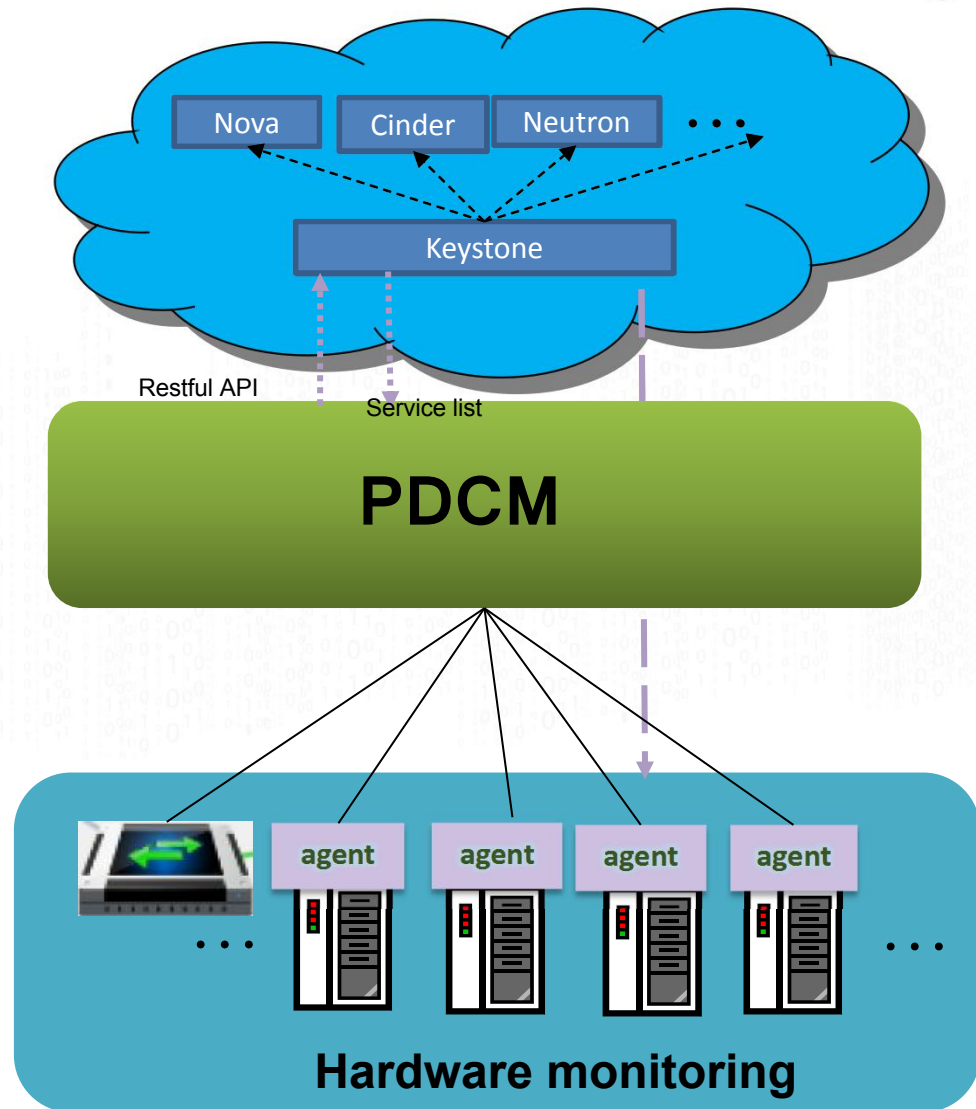 Nova
Cinder
Neutron
• • •
Keystone
Restful API
Service list
PDCM
agent
agent
agent
agent
• • •
• • •
Hardware monitoring